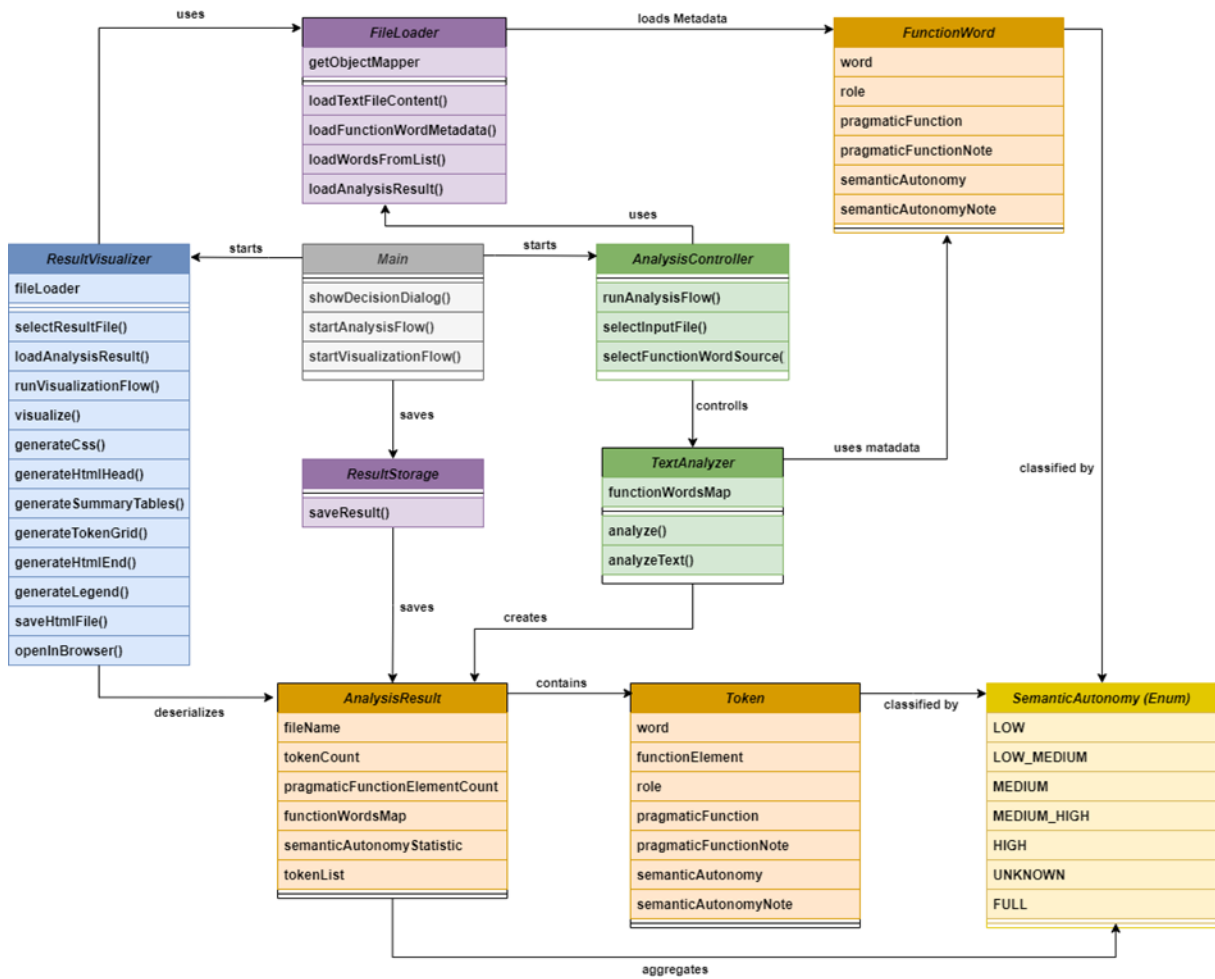 uses
FileLoader
getObjectMapper
loadTextFileContent()
loadFunctionWordMetadata()
loadWordsFromList()
loadAnalysisResult()
loads Metadata
FunctionWord
word
role
pragmaticFunction
pragmaticFunctionNote
semanticAutonomy
semanticAutonomyNote
uses
starts
starts
ResultVisualizer
fileLoader
selectResultFile()
loadAnalysisResult()
runVisualizationFlow()
visualize()
generateCss()
generateHtmlHead()
generateSummaryTables()
generateTokenGrid()
generateHtmlEnd()
generateLegend()
saveHtmlFile()
openInBrowser()
Main
showDecisionDialog()
startAnalysisFlow()
startVisualizationFlow()
AnalysisController
runAnalysisFlow()
selectInputFile()
selectFunctionWordSource(
saves
controlls
ResultStorage
saveResult()
TextAnalyzer
functionWordsMap
analyze()
analyzeText()
uses matadata
classified by
saves
creates
deserializes
AnalysisResult
fileName
tokenCount
pragmaticFunctionElementCount
functionWordsMap
semanticAutonomyStatistic
tokenList
contains
Token
word
functionElement
role
pragmaticFunction
pragmaticFunctionNote
semanticAutonomy
semanticAutonomyNote
classified by
SemanticAutonomy (Enum)
LOW
LOW_MEDIUM
MEDIUM
MEDIUM_HIGH
HIGH
UNKNOWN
FULL
aggregates